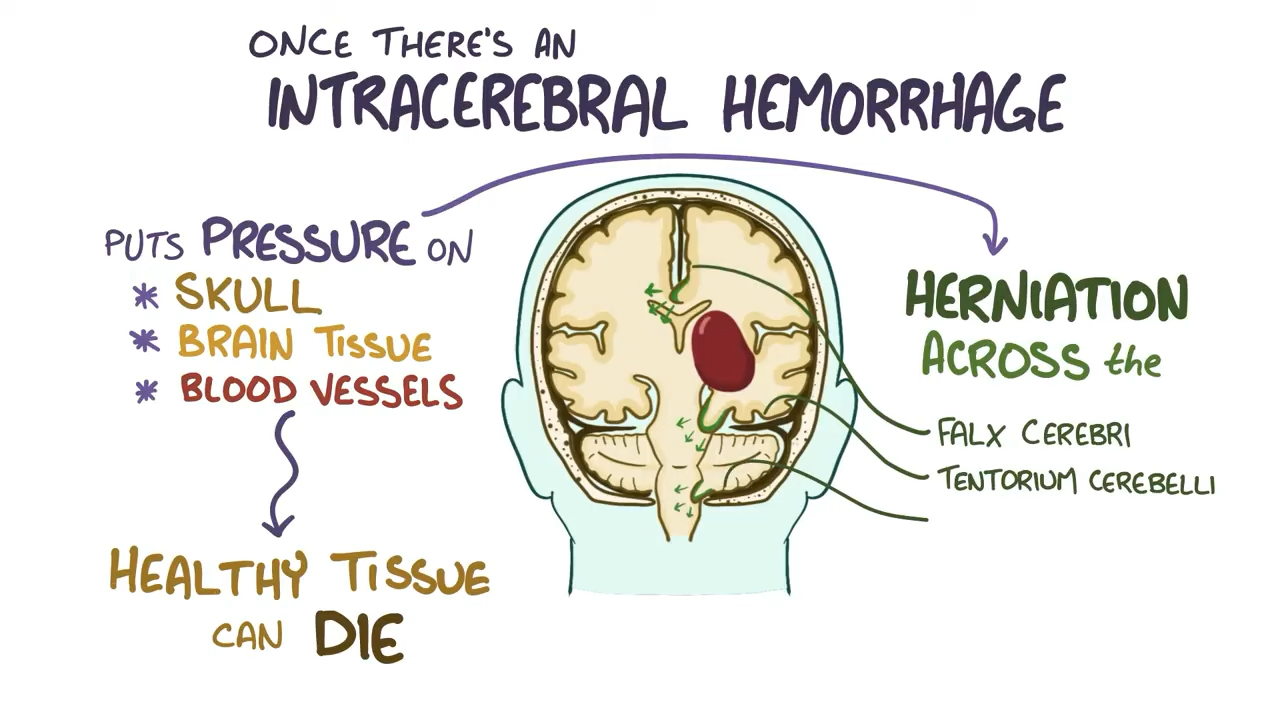 ONCE THERE'S AN
INTRACEREBRAL HEMORRHAGE
PUTS PRESSURE ON
* SKULL
* BRAIN TISSUE
* BLOOD VESSELS
HEALTHY TISSUE
CAN DIE
HERNIATION
ACROSS the
FALX CEREBRI
TENTORIUM CEREBELLI